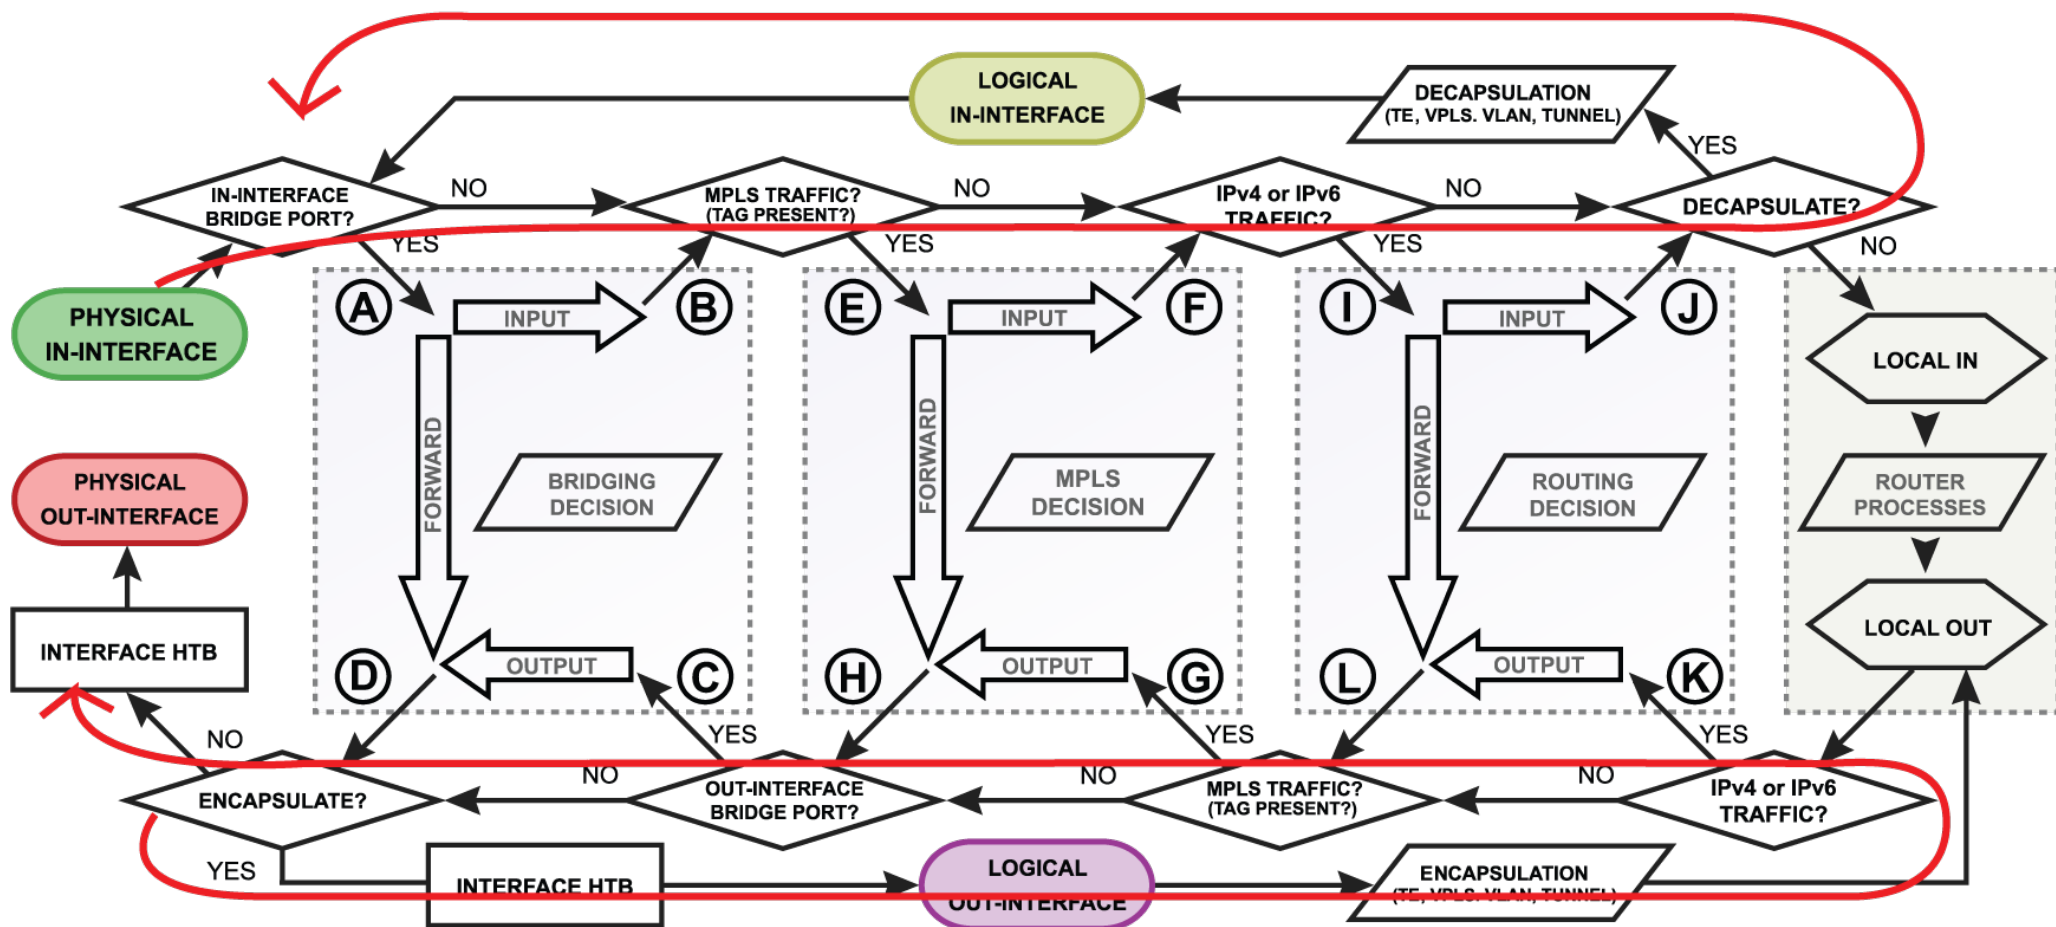 LOGICAL
IN-INTERFACE
DECAPSULATION
(TE, VPLS. VLAN, TUNNEL)
YES
IN-INTERFACE
BRIDGE PORT?
NO
MPLS TRAFFIC?
(TAG PRESENT?)
NO
IPv4 or IPv6
TRAFFIC?
NO
DECAPSULATE?
YES
YES
YES
NO
PHYSICAL
IN-INTERFACE
A
INPUT
B
E
INPUT
F
I
INPUT
J
LOCAL IN
FORWARD
BRIDGING
DECISION
FORWARD
MPLS
DECISION
FORWARD
ROUTING
DECISION
ROUTER
PROCESSES
PHYSICAL
OUT-INTERFACE
INTERFACE HTB
D
OUTPUT
C
H
OUTPUT
G
L
OUTPUT
K
LOCAL OUT
NO
YES
YES
YES
ENCAPSULATE?
NO
OUT-INTERFACE
BRIDGE PORT?
NO
MPLS TRAFFIC?
(TAG PRESENT?)
NO
IPv4 or IPv6
TRAFFIC?
YES
INTERFACE HTB
LOGICAL
OUT-INTERFACE
ENCAPSULATION
(TE, VPLS. VLAN, TUNNEL)